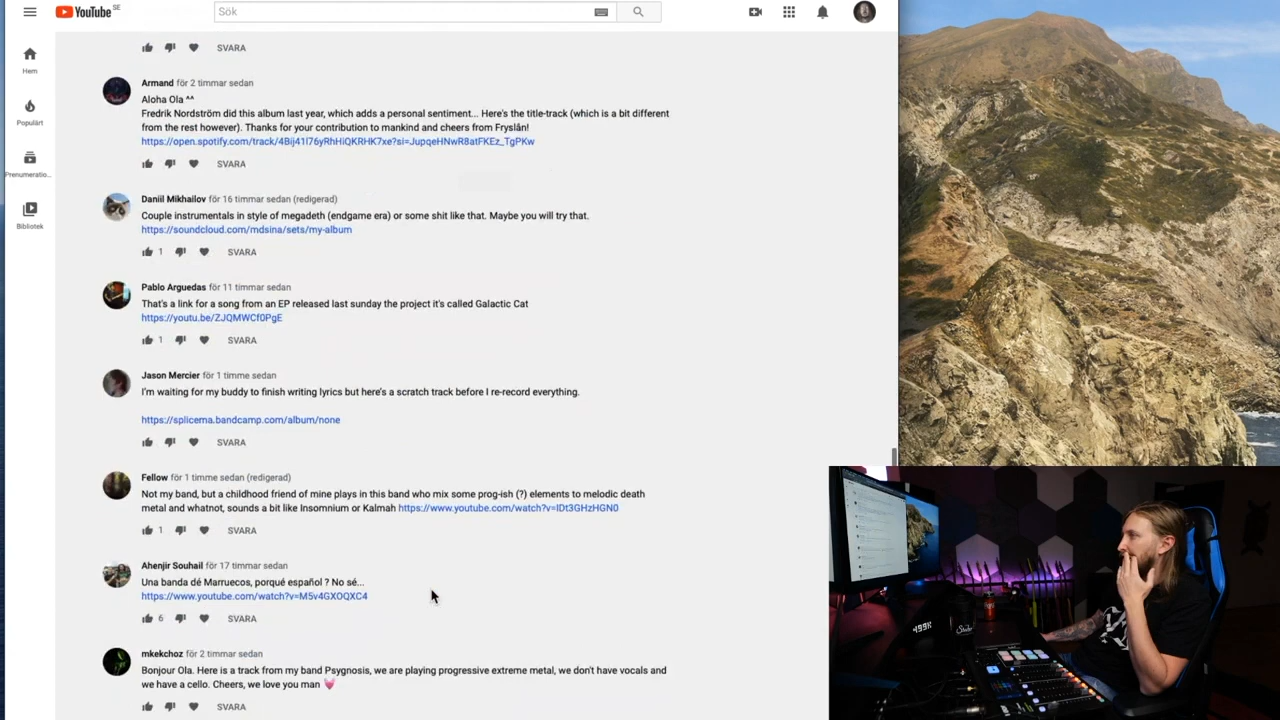 YouTube SE
Sök
Hem
Populärt
Prenumeratio...
Bibliotek
SVARA
Armand för 2 timmar sedan
Aloha Ola ^^
Fredrik Nordström did this album last year, which adds a personal sentiment... Here's the title-track (which is a bit different
from the rest however). Thanks for your contribution to mankind and cheers from Fryslân!
https://open.spotify.com/track/4Bij41l76yRhHiQKRHK7xe?si=JupqeHNwR8atFKEz_TgPKw
SVARA
Daniil Mikhailov för 16 timmar sedan (redigerad)
Couple instrumentals in style of megadeth (endgame era) or some shit like that. Maybe you will try that.
https://soundcloud.com/mdsina/sets/my-album
1 SVARA
Pablo Arguedas för 11 timmar sedan
That's a link for a song from an EP released last sunday the project it's called Galactic Cat
https://youtu.be/ZJQMWCf0PgE
1 SVARA
Jason Mercier för 1 timme sedan
I'm waiting for my buddy to finish writing lyrics but here's a scratch track before I re-record everything.
https://splicema.bandcamp.com/album/none
SVARA
Fellow för 1 timme sedan (redigerad)
Not my band, but a childhood friend of mine plays in this band who mix some prog-ish (?) elements to melodic death
metal and whatnot, sounds a bit like Insomnium or Kalmah https://www.youtube.com/watch?v=IDt3GHzHGN0
1 SVARA
Ahenjir Souhail för 17 timmar sedan
Una banda dé Marruecos, porqué español ? No sé...
https://www.youtube.com/watch?v=M5v4GXOQXC4
6 SVARA
mkekchoz för 2 timmar sedan
Bonjour Ola. Here is a track from my band Psygnosis, we are playing progressive extreme metal, we don't have vocals and
we have a cello. Cheers, we love you man 💓
SVARA
499K